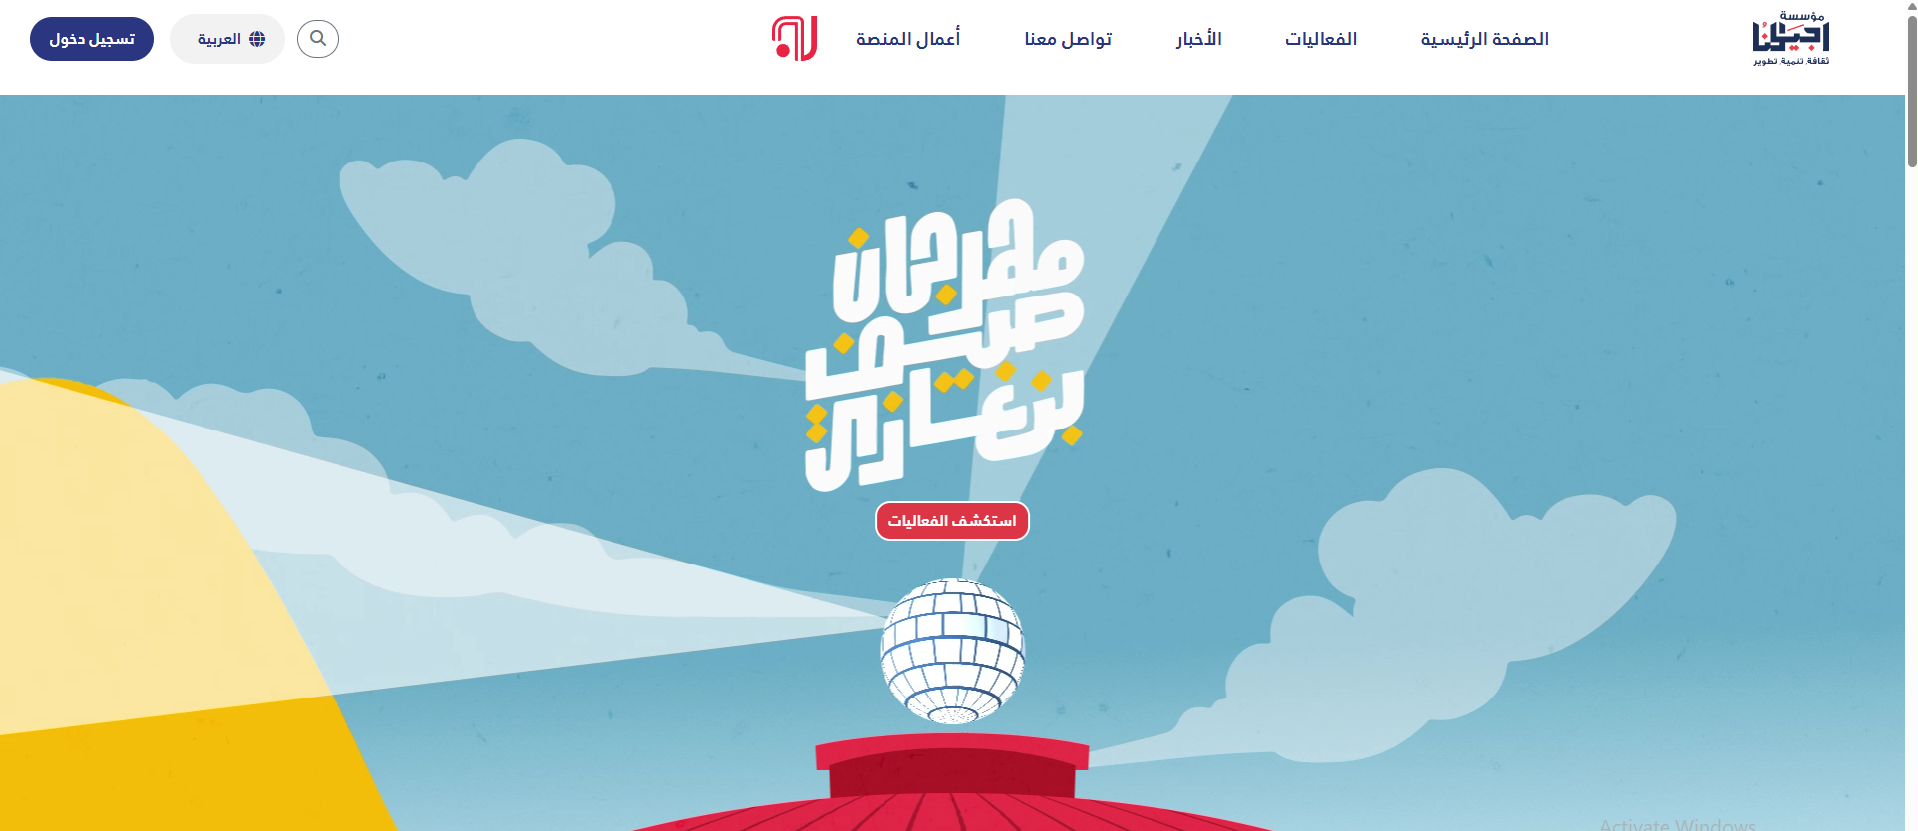 مؤسسة
أجيالنا
ثقافة. تنمية. تطوير
الصفحة الرئيسية
الفعاليات
الأخبار
تواصل معنا
أعمال المنصة
العربية
تسجيل دخول
مهرجان
صيف
بنغازي
استكشف الفعاليات
Activate Windows